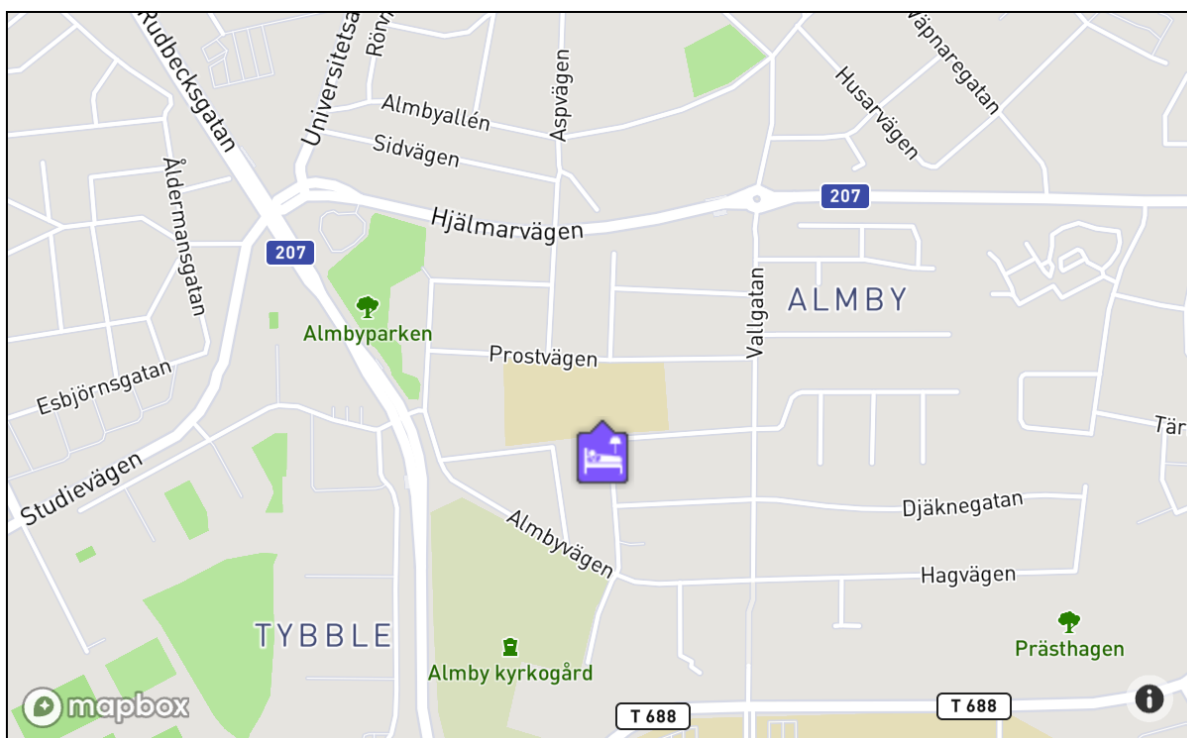 Rudbecksgatan
Universitetsa
Rönn
Aspvägen
Väpnaregatan
Husarvägen
Almbyallén
Sidvägen
Åldermansgatan
207
Hjälmarvägen
207
ALMBY
Vallgatan
Almbyparken
Prostvägen
Esbjörnsgatan
Tär
Studievägen
Djäknegatan
Almbyvägen
Hagvägen
TYBBLE
Almby kyrkogård
Prästhagen
mapbox
T 688
T 688
i